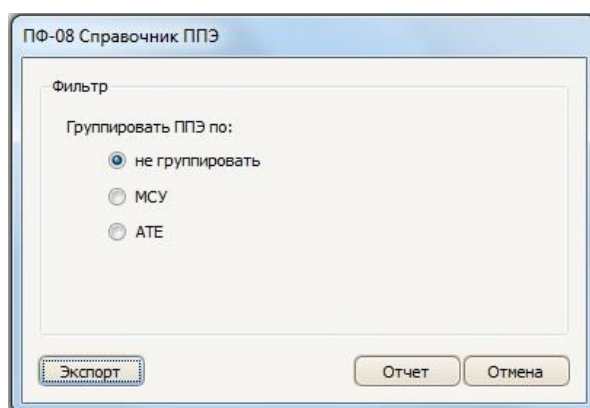 ПФ-08 Справочник ППЭ
Фильтр
Группировать ППЭ по:
не группировать
МСУ
АТЕ
Экспорт
Отчет
Отмена